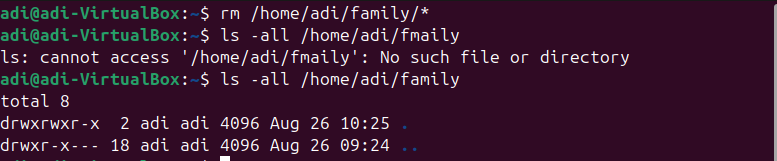 adi@adi-VirtualBox:~$ rm /home/adi/family/*
adi@adi-VirtualBox:~$ ls -all /home/adi/fmaily
ls: cannot access '/home/adi/fmaily': No such file or directory
adi@adi-VirtualBox:~$ ls -all /home/adi/family
total 8
drwxrwxr-x  2 adi adi 4096 Aug 26 10:25 .
drwxr-x--- 18 adi adi 4096 Aug 26 09:24 ..